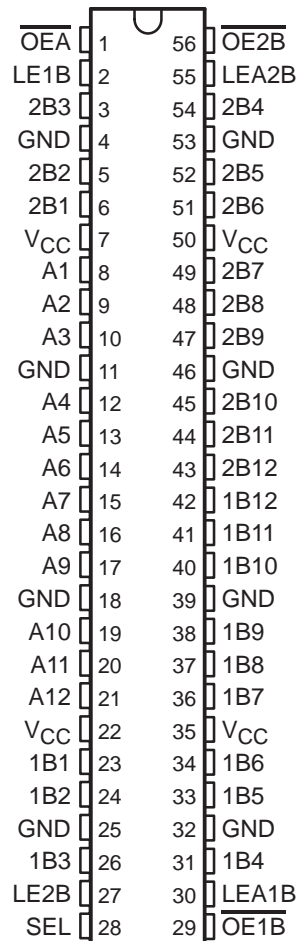 O̅E̅A̅ 1 56 O̅E̅2̅B̅
LE1B 2 55 LEA2B
2B3 3 54 2B4
GND 4 53 GND
2B2 5 52 2B5
2B1 6 51 2B6
VCC 7 50 VCC
A1 8 49 2B7
A2 9 48 2B8
A3 10 47 2B9
GND 11 46 GND
A4 12 45 2B10
A5 13 44 2B11
A6 14 43 2B12
A7 15 42 1B12
A8 16 41 1B11
A9 17 40 1B10
GND 18 39 GND
A10 19 38 1B9
A11 20 37 1B8
A12 21 36 1B7
VCC 22 35 VCC
1B1 23 34 1B6
1B2 24 33 1B5
GND 25 32 GND
1B3 26 31 1B4
LE2B 27 30 LEA1B
SEL 28 29 O̅E̅1̅B̅